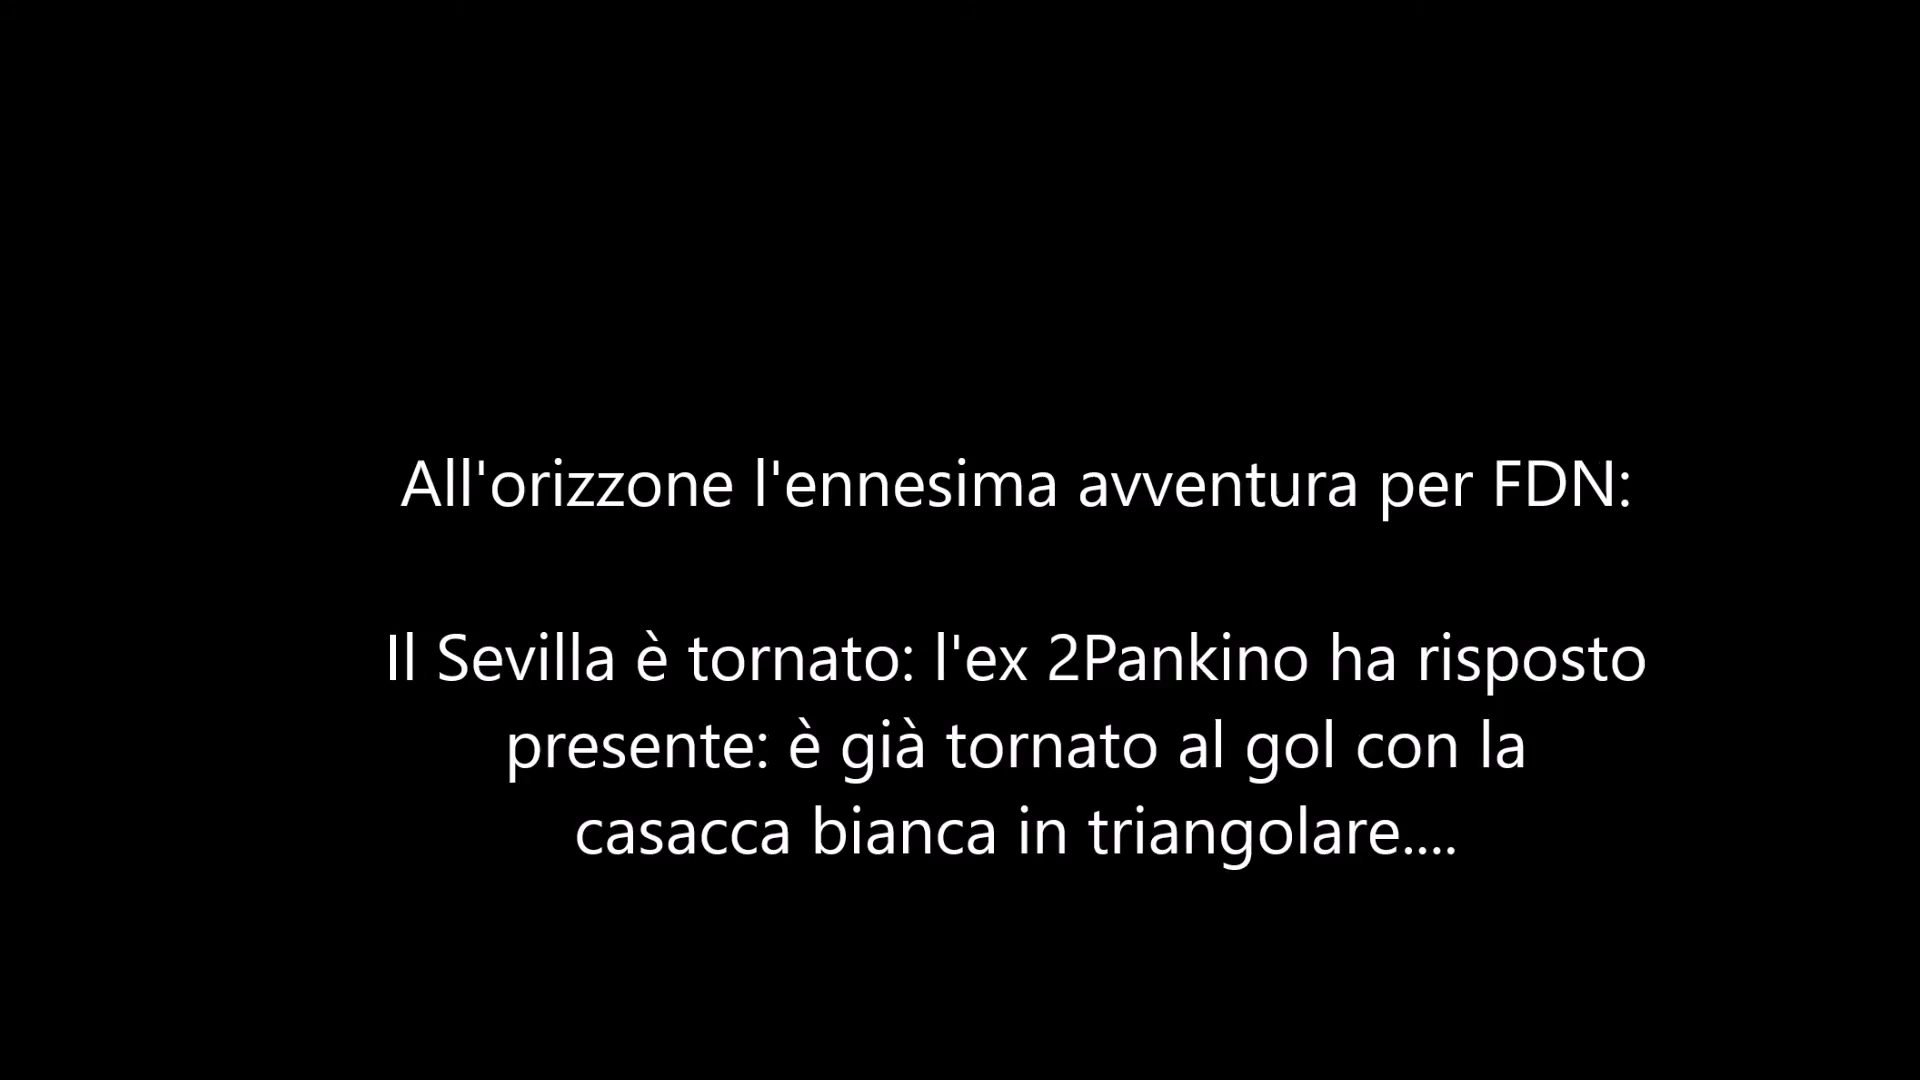 All'orizzone l'ennesima avventura per FDN:
Il Sevilla è tornato: l'ex 2Pankino ha risposto
presente: è già tornato al gol con la
casacca bianca in triangolare....